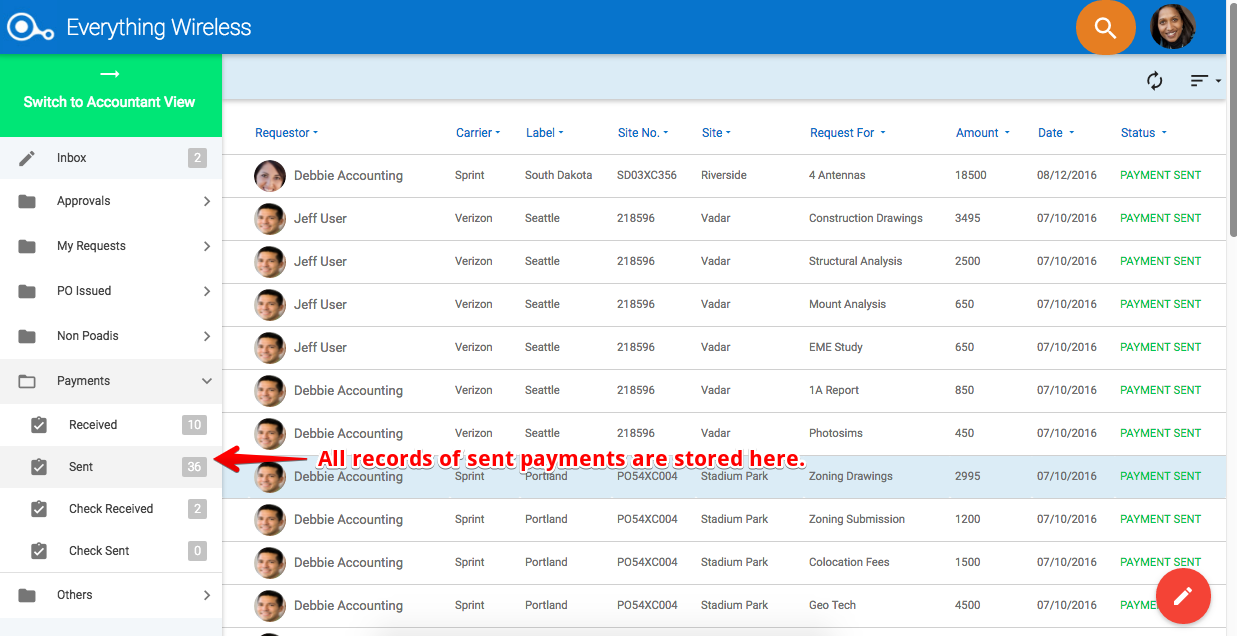 Everything Wireless
Switch to Accountant View
Inbox 2
Approvals
My Requests
PO Issued
Non Poadis
Payments
Received 10
Sent 36
Check Received 2
Check Sent 0
Others
Requestor Carrier Label Site No. Site Request For Amount Date Status
Debbie Accounting Sprint South Dakota SD03XC356 Riverside 4 Antennas 18500 08/12/2016 PAYMENT SENT
Jeff User Verizon Seattle 218596 Vadar Construction Drawings 3495 07/10/2016 PAYMENT SENT
Jeff User Verizon Seattle 218596 Vadar Structural Analysis 2500 07/10/2016 PAYMENT SENT
Jeff User Verizon Seattle 218596 Vadar Mount Analysis 650 07/10/2016 PAYMENT SENT
Jeff User Verizon Seattle 218596 Vadar EME Study 650 07/10/2016 PAYMENT SENT
Debbie Accounting Verizon Seattle 218596 Vadar 1A Report 850 07/10/2016 PAYMENT SENT
Debbie Accounting Verizon Seattle 218596 Vadar Photosims 450 07/10/2016 PAYMENT SENT
All records of sent payments are stored here.
Debbie Accounting Sprint Portland PO54XC004 Stadium Park Zoning Drawings 2995 07/10/2016 PAYMENT SENT
Debbie Accounting Sprint Portland PO54XC004 Stadium Park Zoning Submission 1200 07/10/2016 PAYMENT SENT
Debbie Accounting Sprint Portland PO54XC004 Stadium Park Colocation Fees 1500 07/10/2016 PAYMENT SENT
Debbie Accounting Sprint Portland PO54XC004 Stadium Park Geo Tech 4500 07/10/2016